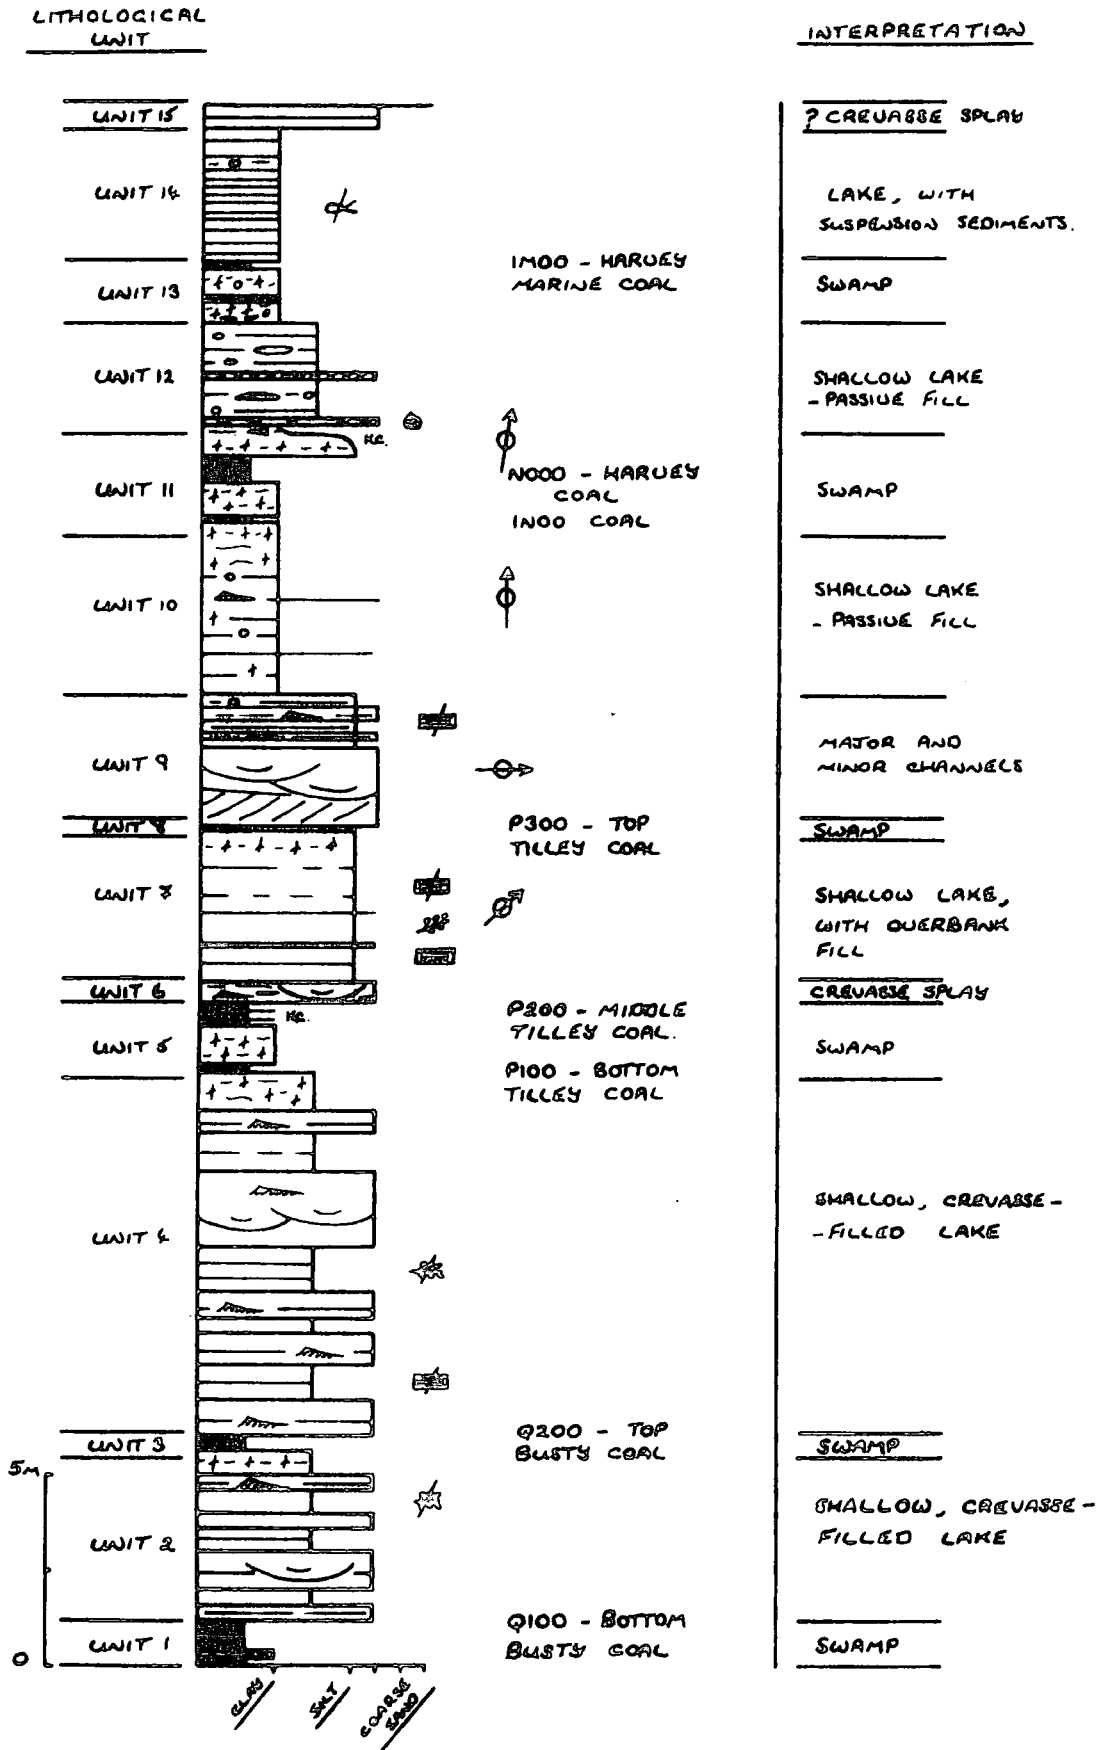 LITHOLOGICAL
UNIT
INTERPRETATION
UNIT 15
? CREVASSE SPLAY
UNIT 14
LAKE, WITH
SUSPENSION SEDIMENTS.
1M00 - HARVEY
MARINE COAL
UNIT 13
SWAMP
UNIT 12
SHALLOW LAKE
- PASSIVE FILL
N000 - HARVEY
COAL
1N00 COAL
UNIT 11
SWAMP
UNIT 10
SHALLOW LAKE
- PASSIVE FILL
UNIT 9
MAJOR AND
MINOR CHANNELS
P300 - TOP
TILLEY COAL
UNIT 8
SWAMP
UNIT 7
SHALLOW LAKE,
WITH OVERBANK
FILL
UNIT 6
CREVASSE SPLAY
P200 - MIDDLE
TILLEY COAL.
UNIT 5
SWAMP
P100 - BOTTOM
TILLEY COAL
UNIT 4
SHALLOW, CREVASSE-
-FILLED LAKE
Q200 - TOP
BUSTY COAL
UNIT 3
SWAMP
5M
UNIT 2
SHALLOW, CREVASSE-
FILLED LAKE
Q100 - BOTTOM
BUSTY COAL
UNIT 1
SWAMP
0
CLAY
SILT
COARSE
SAND